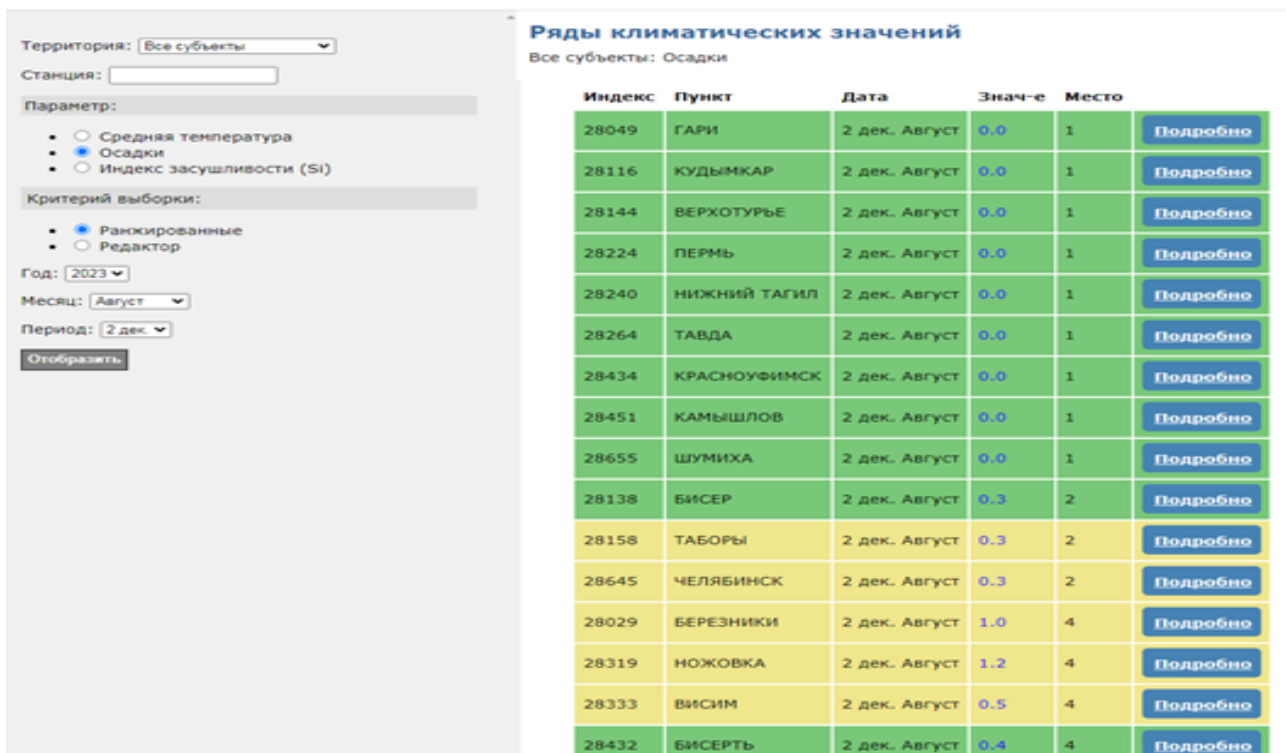 Территория: Все субъекты
Станция:
Параметр:
Средняя температура
Осадки
Индекс засушливости (Si)
Критерий выборки:
Ранжированные
Редактор
Год: 2023
Месяц: Август
Период: 2 дек.
Отобразить
Ряды климатических значений
Все субъекты: Осадки
Индекс Пункт Дата Знач-е Место
28049 ГАРИ 2 дек. Август 0.0 1 Подробно
28116 КУДЫМКАР 2 дек. Август 0.0 1 Подробно
28144 ВЕРХОТУРЬЕ 2 дек. Август 0.0 1 Подробно
28224 ПЕРМЬ 2 дек. Август 0.0 1 Подробно
28240 НИЖНИЙ ТАГИЛ 2 дек. Август 0.0 1 Подробно
28264 ТАВДА 2 дек. Август 0.0 1 Подробно
28434 КРАСНОУФИМСК 2 дек. Август 0.0 1 Подробно
28451 КАМЫШЛОВ 2 дек. Август 0.0 1 Подробно
28655 ШУМИХА 2 дек. Август 0.0 1 Подробно
28138 БИСЕР 2 дек. Август 0.3 2 Подробно
28158 ТАБОРЫ 2 дек. Август 0.3 2 Подробно
28645 ЧЕЛЯБИНСК 2 дек. Август 0.3 2 Подробно
28029 БЕРЕЗНИКИ 2 дек. Август 1.0 4 Подробно
28319 НОЖОВКА 2 дек. Август 1.2 4 Подробно
28333 ВИСИМ 2 дек. Август 0.5 4 Подробно
28432 БИСЕРТЬ 2 дек. Август 0.4 4 Подробно